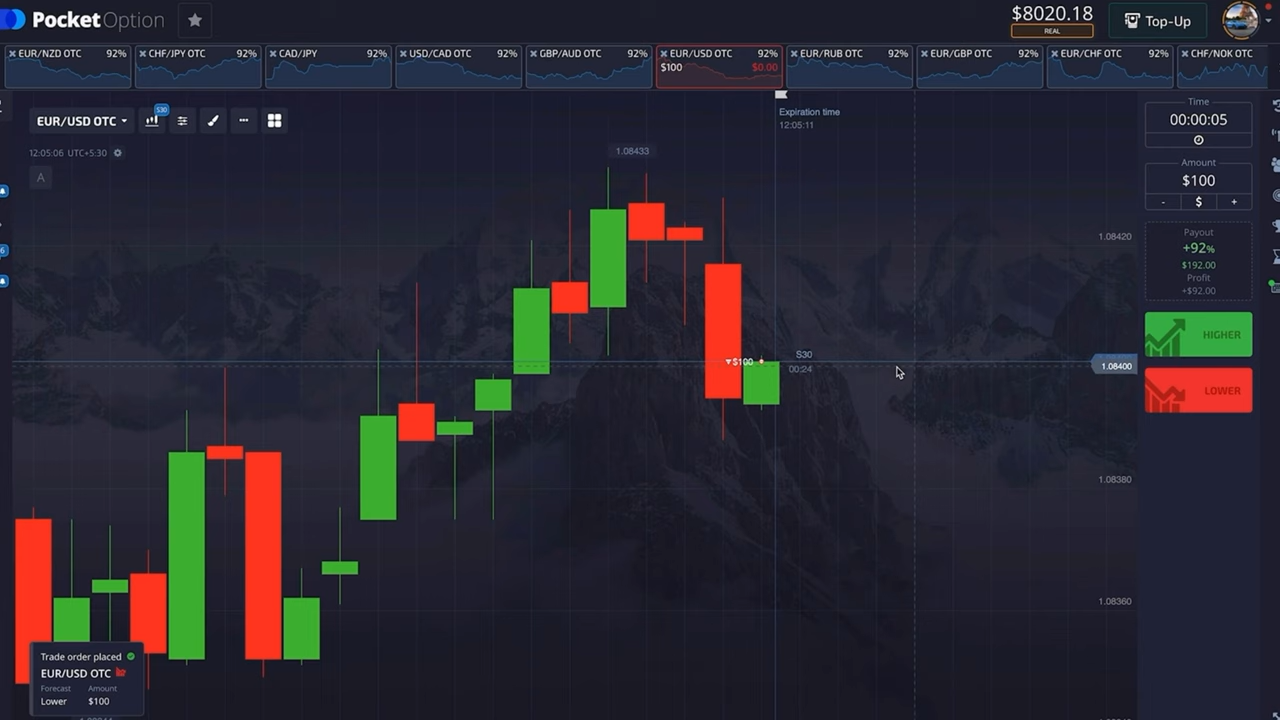 PocketOption
$8020.18
REAL
Top-Up
EUR/NZD OTC 92%
CHF/JPY OTC 92%
CAD/JPY 92%
USD/CAD OTC 92%
GBP/AUD OTC 92%
EUR/USD OTC 92%
$100 $0.00
EUR/RUB OTC 92%
EUR/GBP OTC 92%
EUR/CHF OTC 92%
CHF/NOK OTC
EUR/USD OTC
S30
12:05:06 UTC+5:30
A
Expiration time
12:05:11
1.08433
1.08420
$100
S30
00:24
1.08400
1.08380
1.08360
Time
00:00:05
Amount
$100
- $ +
Payout
+92%
$192.00
Profit
+$92.00
HIGHER
LOWER
Trade order placed
EUR/USD OTC
Forecast Amount
Lower $100